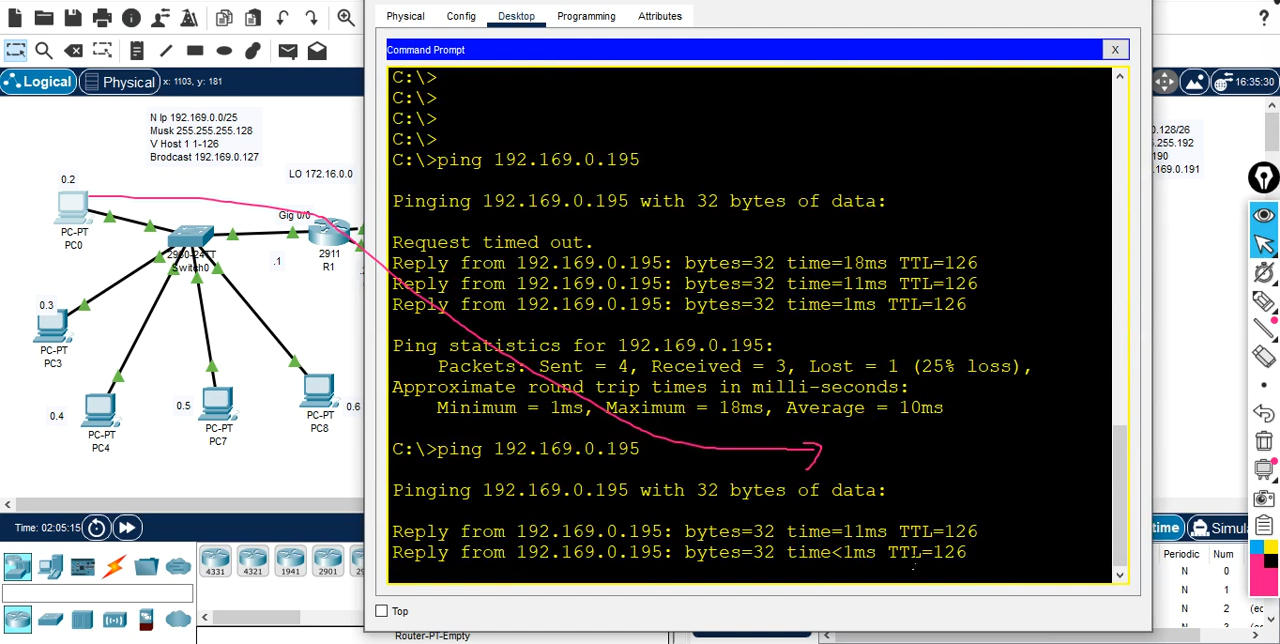 Physical
Config
Desktop
Programming
Attributes
Command Prompt
X
Logical
Physical
x: 1103, y: 181
16:35:30
N Ip 192.169.0.0/25
Musk 255.255.255.128
V Host 1 1-126
Brodcast 192.169.0.127
0.2
LO 172.16.0.0
PC-PT
PC0
Gig 0/0
2960-24TT
Switch0
.1
2911
R1
0.3
PC-PT
PC3
0.4
PC-PT
PC4
0.5
PC-PT
PC7
PC-PT
PC8
0.6
0.128/26
.255.192
190
.169.0.191
C:\>
C:\>
C:\>
C:\>
C:\>ping 192.169.0.195
Pinging 192.169.0.195 with 32 bytes of data:
Request timed out.
Reply from 192.169.0.195: bytes=32 time=18ms TTL=126
Reply from 192.169.0.195: bytes=32 time=11ms TTL=126
Reply from 192.169.0.195: bytes=32 time=1ms TTL=126
Ping statistics for 192.169.0.195:
Packets: Sent = 4, Received = 3, Lost = 1 (25% loss),
Approximate round trip times in milli-seconds:
Minimum = 1ms, Maximum = 18ms, Average = 10ms
C:\>ping 192.169.0.195
Pinging 192.169.0.195 with 32 bytes of data:
Reply from 192.169.0.195: bytes=32 time=11ms TTL=126
Reply from 192.169.0.195: bytes=32 time<1ms TTL=126
Top
Time: 02:05:15
4331
4321
1941
2901
29
Router-PT-Empty
time
Simula
Periodic
Num
N
0
N
1
N
2
(ec
N
3
(e